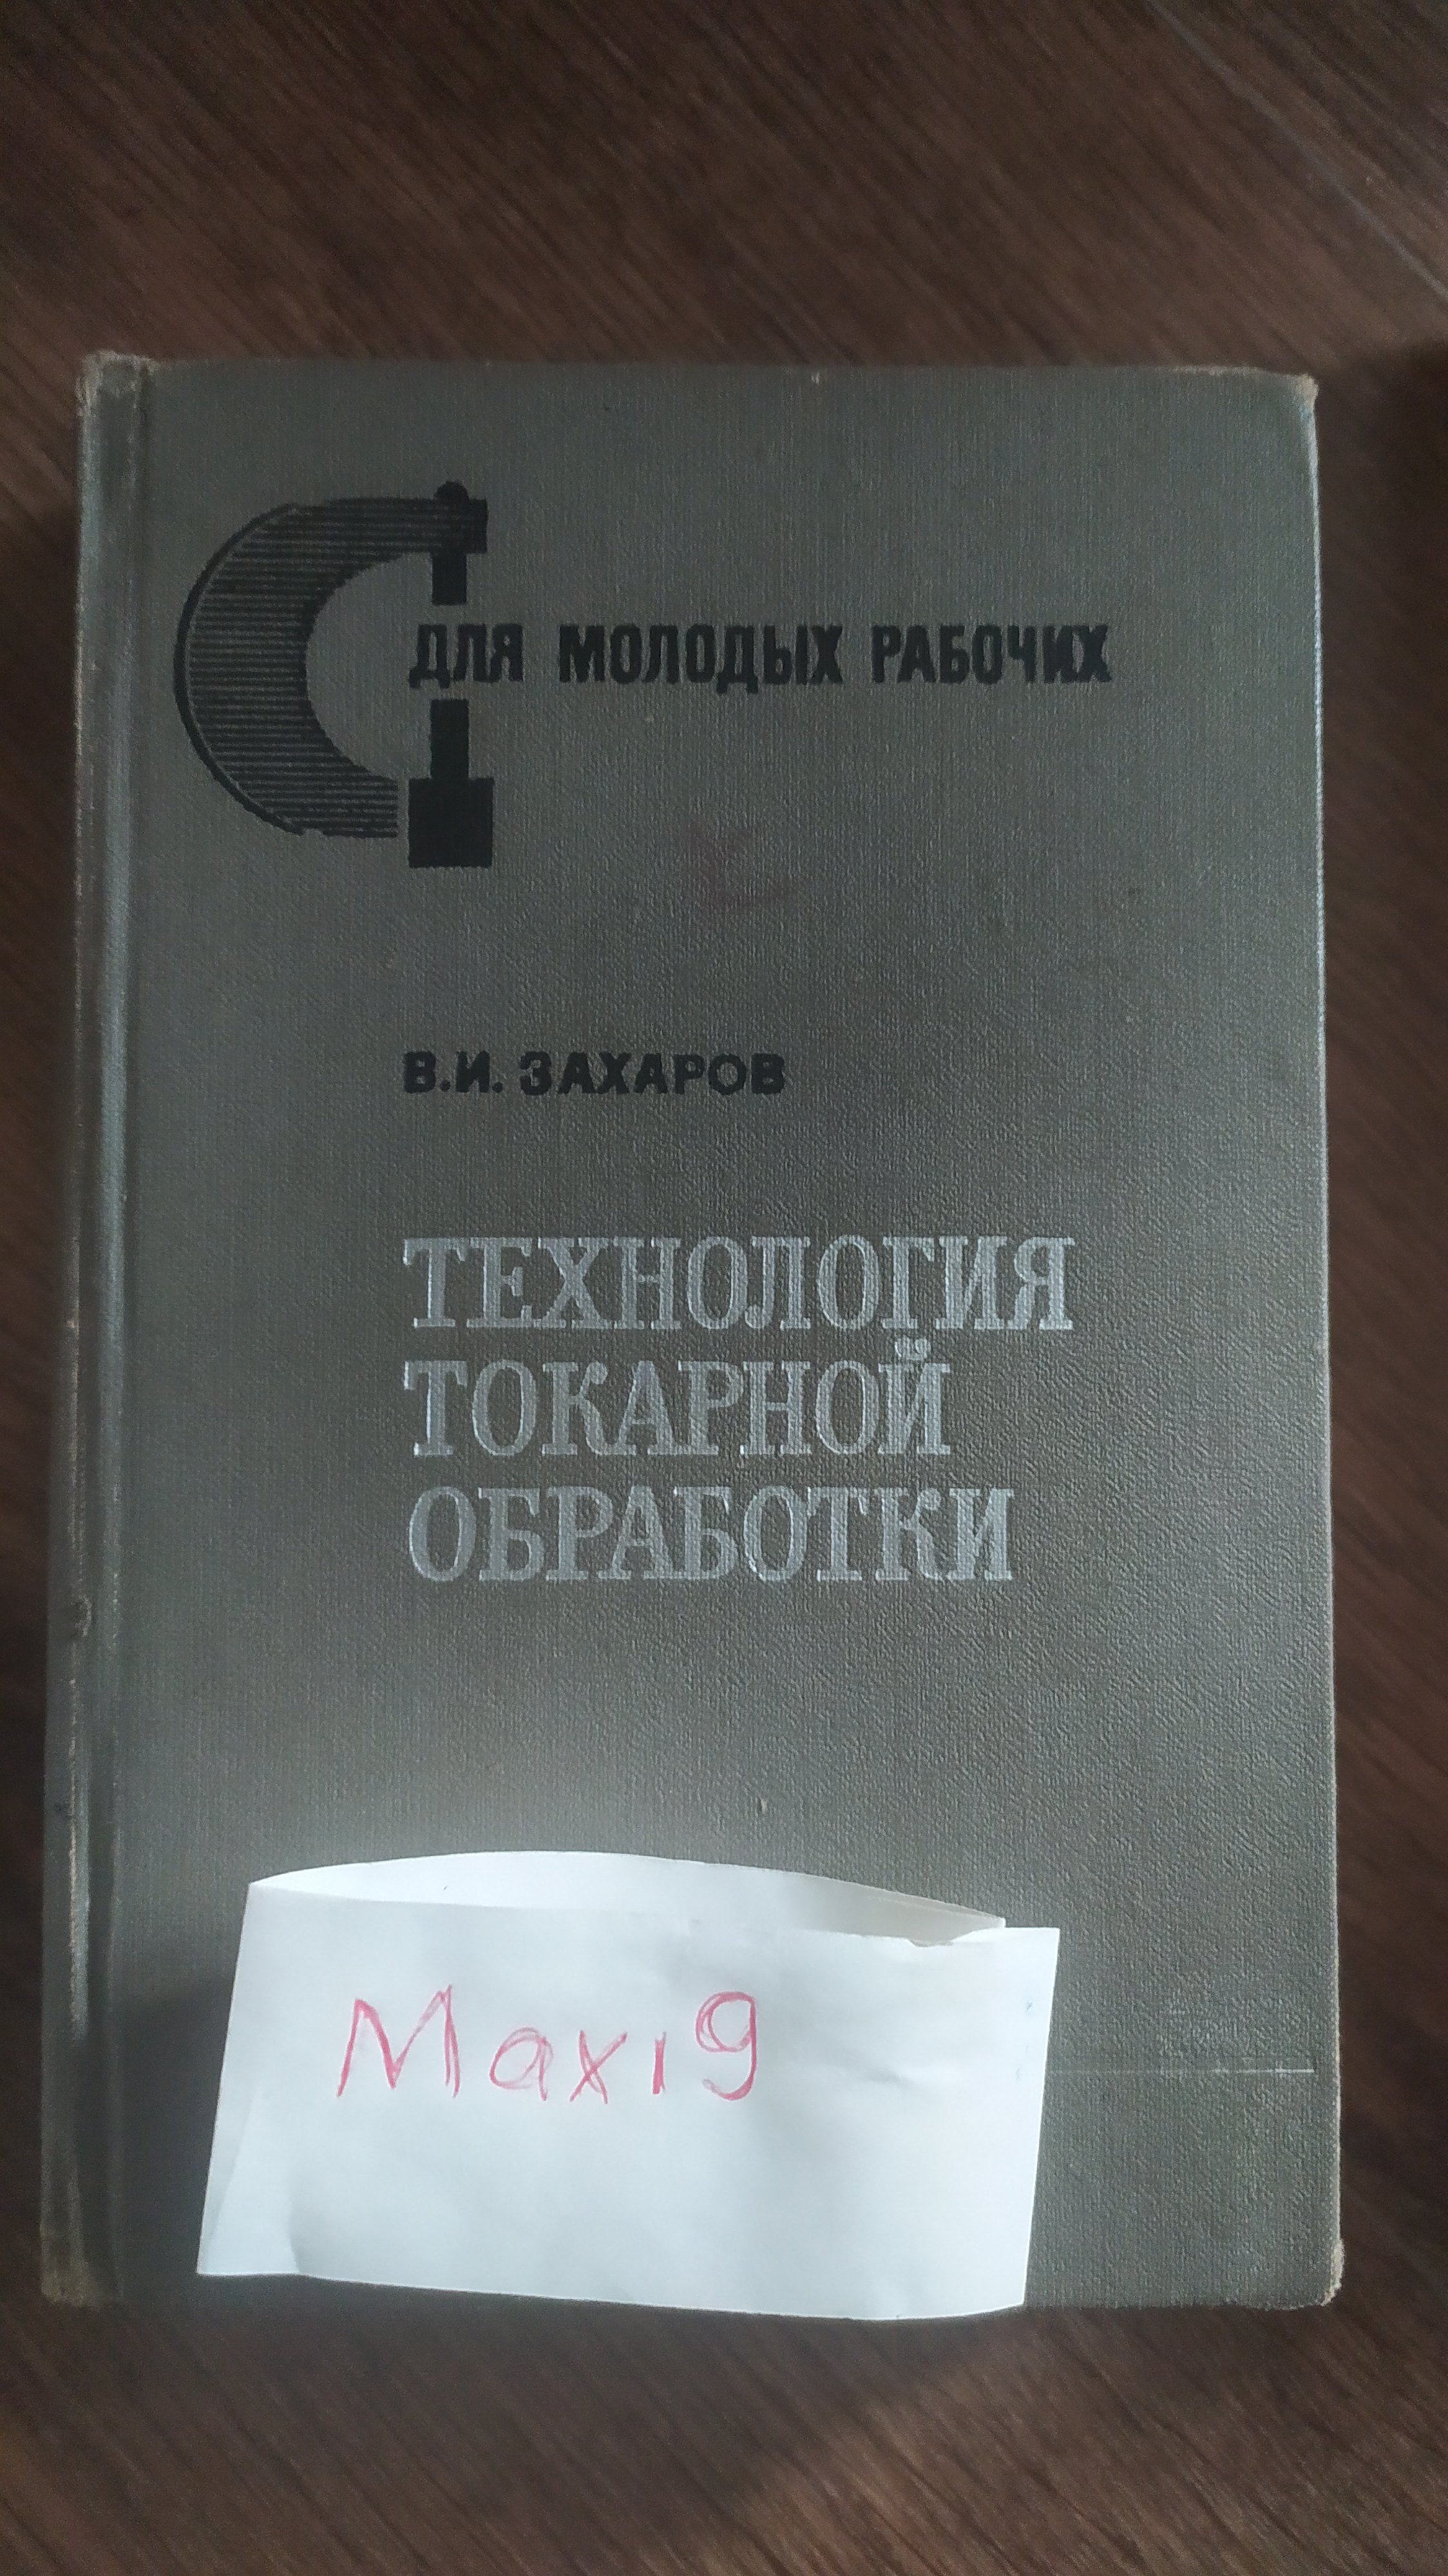 ДЛЯ МОЛОДЫХ РАБОЧИХ
В.И. ЗАХАРОВ
ТЕХНОЛОГИЯ
ТОКАРНОЙ
ОБРАБОТКИ
Maxi9